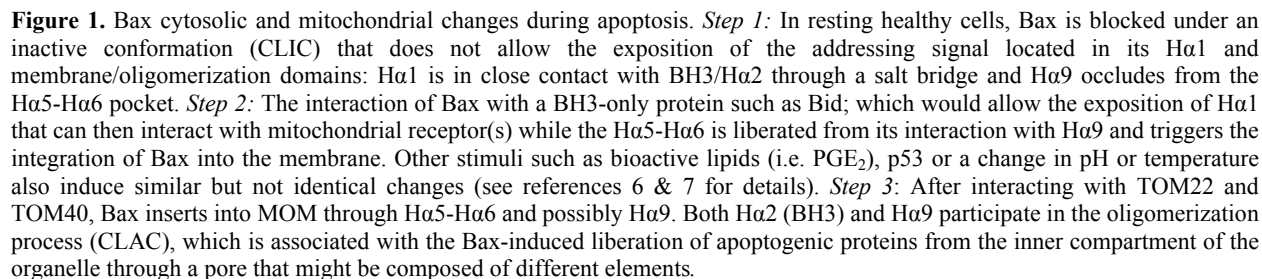 Figure 1. Bax cytosolic and mitochondrial changes during apoptosis. Step 1: In resting healthy cells, Bax is blocked under an
inactive conformation (CLIC) that does not allow the exposition of the addressing signal located in its Hα1 and
membrane/oligomerization domains: Hα1 is in close contact with BH3/Hα2 through a salt bridge and Hα9 occludes from the
Hα5-Hα6 pocket. Step 2: The interaction of Bax with a BH3-only protein such as Bid; which would allow the exposition of Hα1
that can then interact with mitochondrial receptor(s) while the Hα5-Hα6 is liberated from its interaction with Hα9 and triggers the
integration of Bax into the membrane. Other stimuli such as bioactive lipids (i.e. PGE₂), p53 or a change in pH or temperature
also induce similar but not identical changes (see references 6 & 7 for details). Step 3: After interacting with TOM22 and
TOM40, Bax inserts into MOM through Hα5-Hα6 and possibly Hα9. Both Hα2 (BH3) and Hα9 participate in the oligomerization
process (CLAC), which is associated with the Bax-induced liberation of apoptogenic proteins from the inner compartment of the
organelle through a pore that might be composed of different elements.